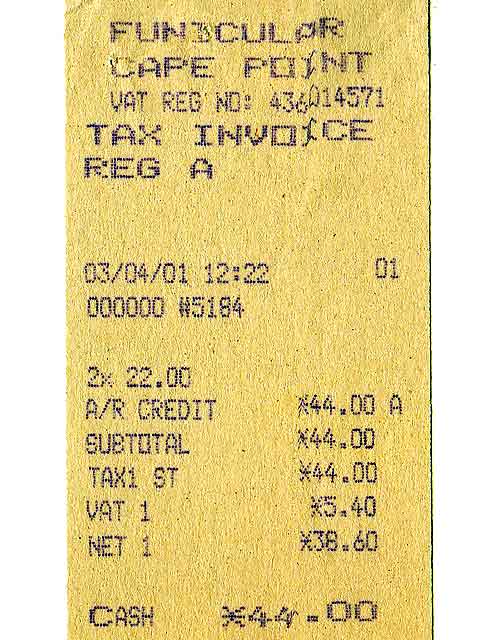 FUNICULAR
CAPE POINT
VAT REG NO: 436014571
TAX INVOICE
REG A
03/04/01 12:22 01
000000 #5184
2x 22.00
A/R CREDIT *44.00 A
SUBTOTAL *44.00
TAX1 ST *44.00
VAT 1 *5.40
NET 1 *38.60
CASH *44.00